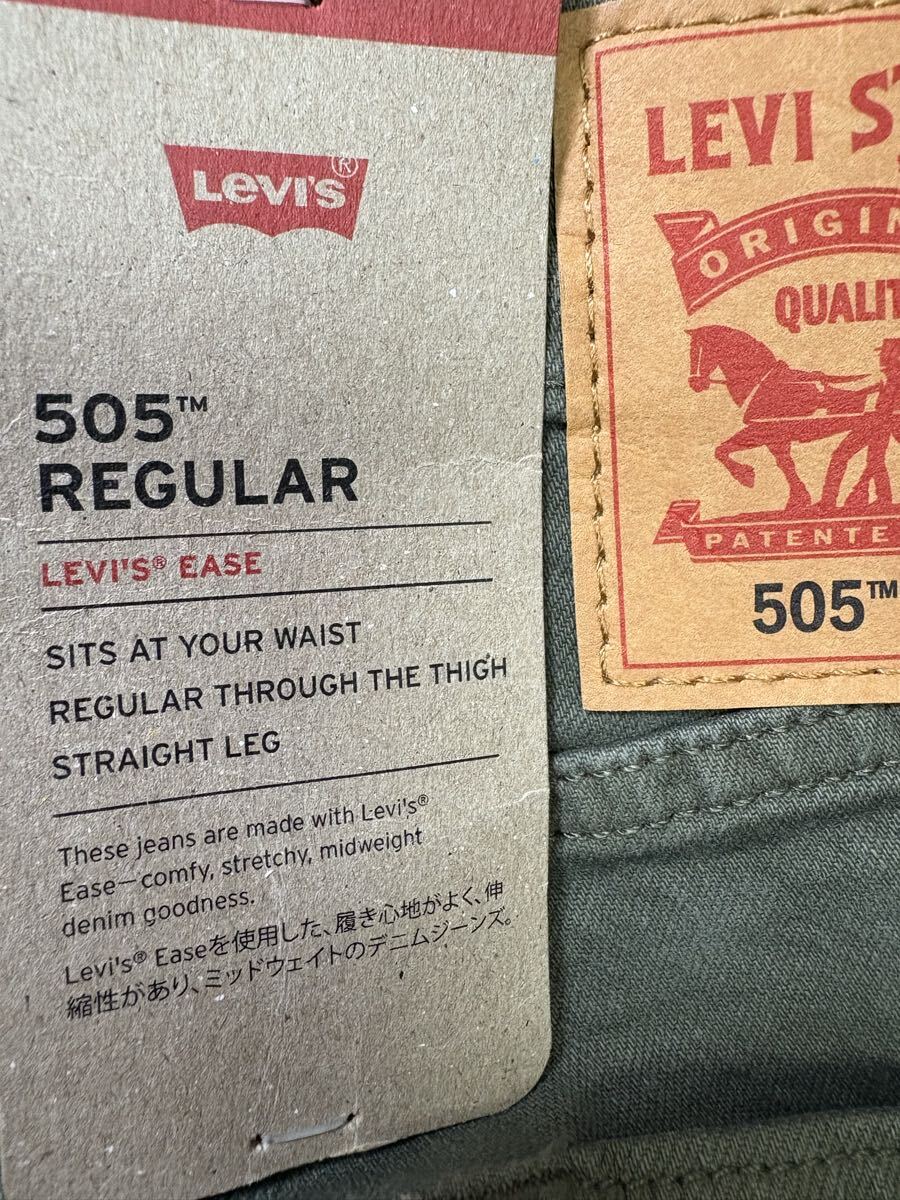 LEVI'S®
505™
REGULAR
LEVI'S® EASE
SITS AT YOUR WAIST
REGULAR THROUGH THE THIGH
STRAIGHT LEG
These jeans are made with Levi's®
Ease—comfy, stretchy, midweight
denim goodness.
Levi's® Easeを使用した、履き心地がよく、伸
縮性があり、ミッドウェイトのデニムジーンズ。
LEVI
QUALIT
505™